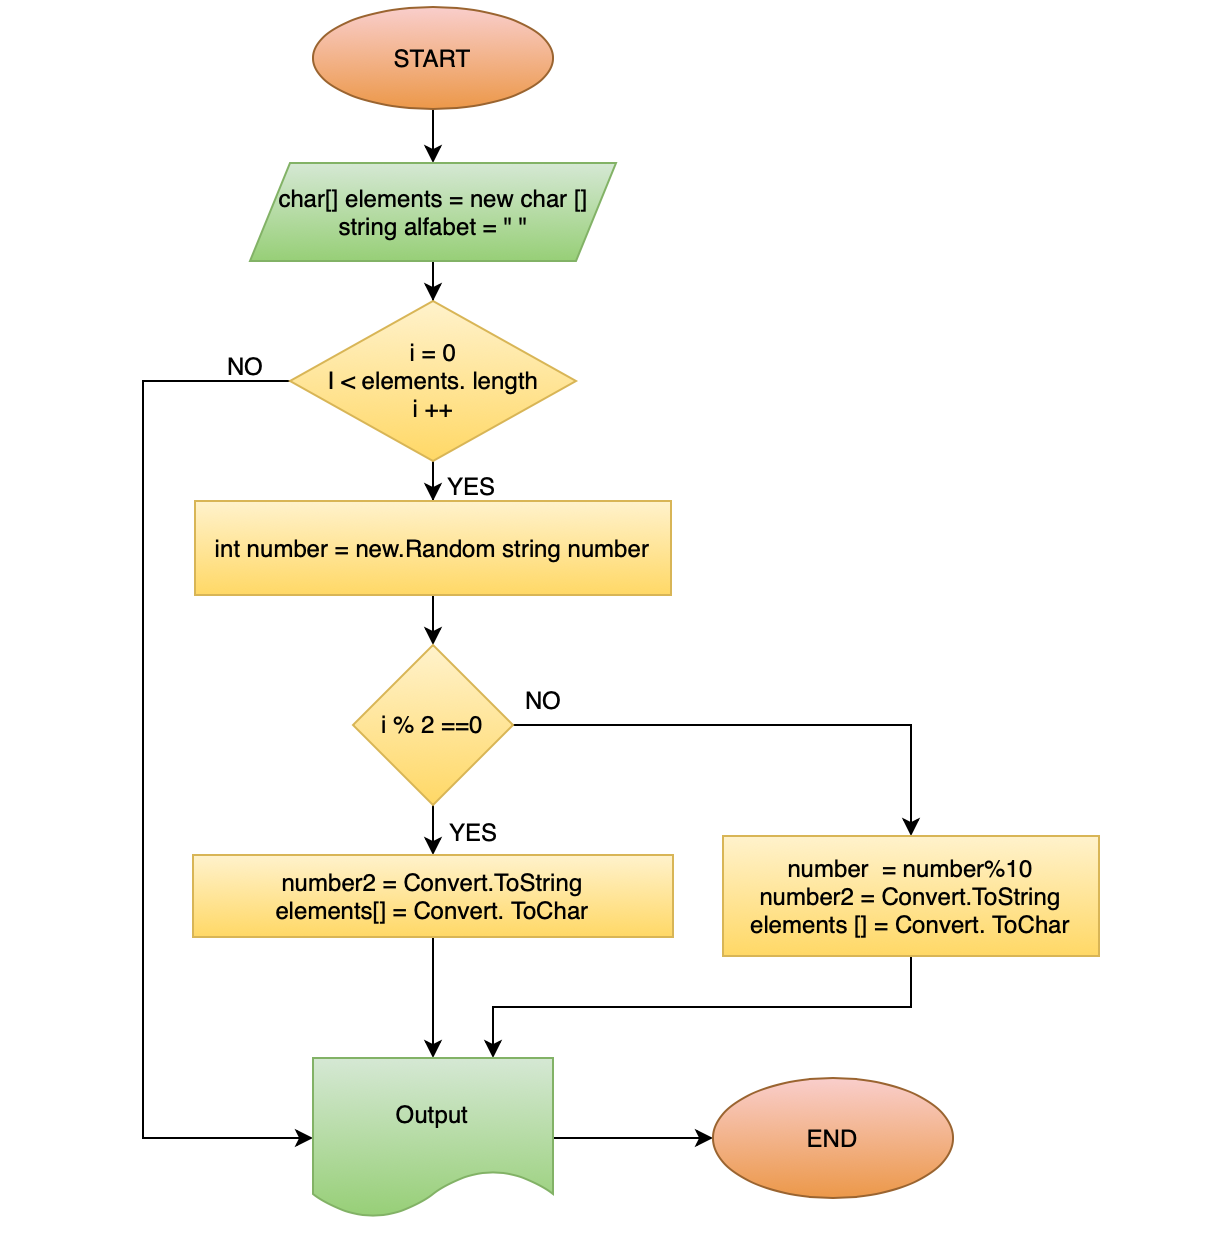 START
char[] elements = new char []
string alfabet = " "
i = 0
I < elements. length
i ++
NO
YES
int number = new.Random string number
i % 2 ==0
NO
YES
number2 = Convert.ToString
elements[] = Convert. ToChar
number  = number%10
number2 = Convert.ToString
elements [] = Convert. ToChar
Output
END